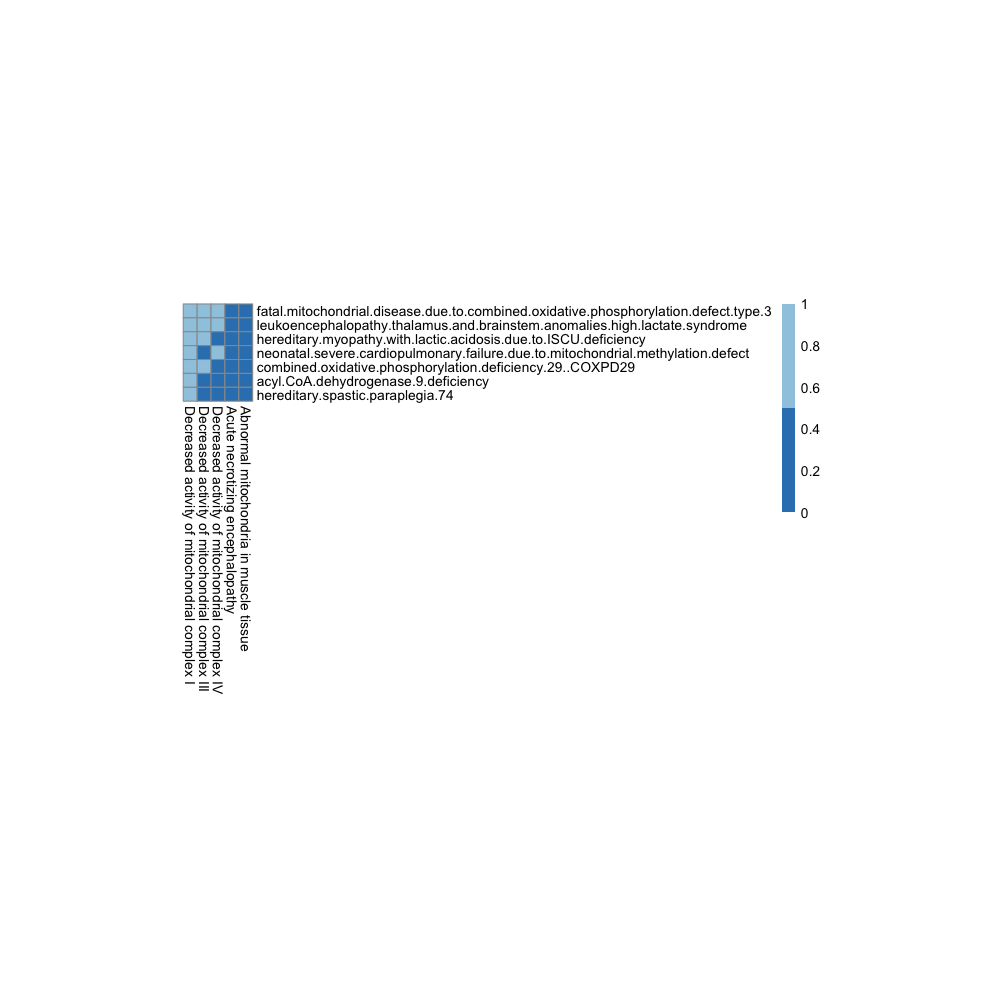 fatal.mitochondrial.disease.due.to.combined.oxidative.phosphorylation.defect.type.3
leukoencephalopathy.thalamus.and.brainstem.anomalies.high.lactate.syndrome
hereditary.myopathy.with.lactic.acidosis.due.to.ISCU.deficiency
neonatal.severe.cardiopulmonary.failure.due.to.mitochondrial.methylation.defect
combined.oxidative.phosphorylation.deficiency.29..COXPD29
acyl.CoA.dehydrogenase.9.deficiency
hereditary.spastic.paraplegia.74
Decreased activity of mitochondrial complex I
Decreased activity of mitochondrial complex III
Decreased activity of mitochondrial complex IV
Acute necrotizing encephalopathy
Abnormal mitochondria in muscle tissue
1
0.8
0.6
0.4
0.2
0